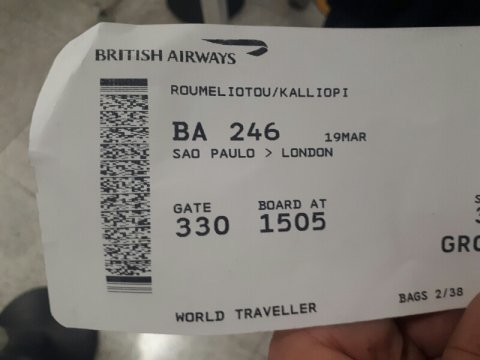 BRITISH AIRWAYS
ROUMELIOTOU/KALLIOPI
BA 246 19MAR
SAO PAULO > LONDON
GATE BOARD AT
330 1505
WORLD TRAVELLER
BAGS 2/38